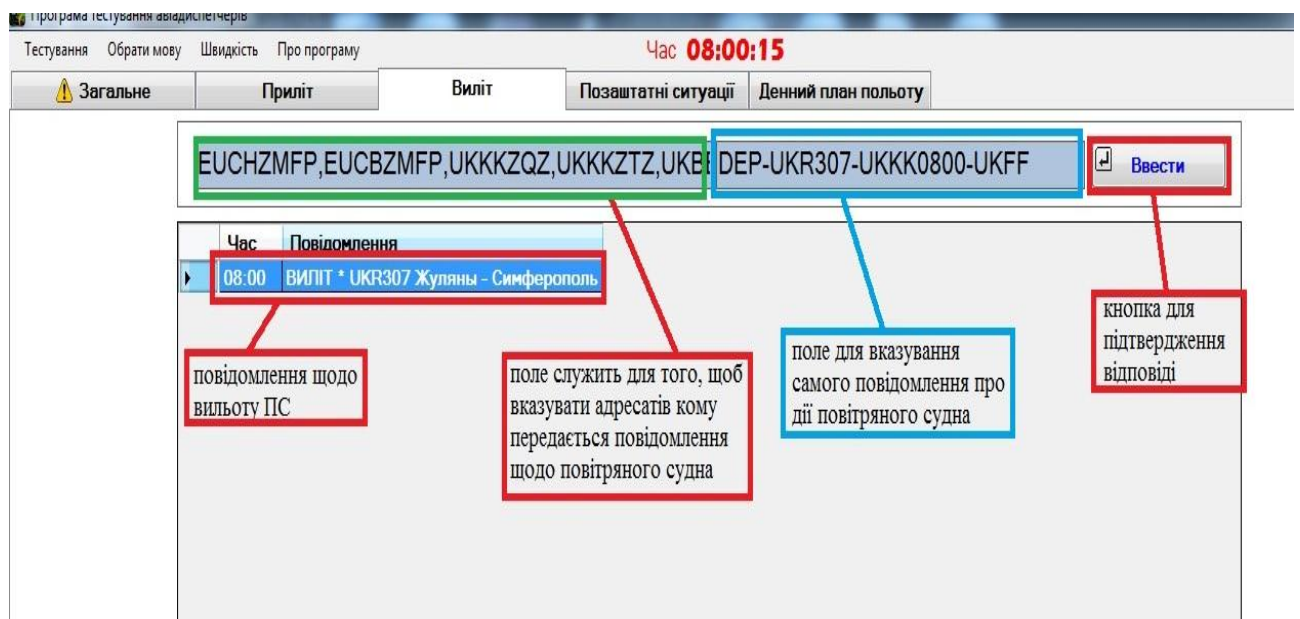 Програма тестування авіадиспетчерів
Тестування Обрати мову Швидкість Про програму Час 08:00:15
Загальне Приліт Виліт Позаштатні ситуації Денний план польоту
EUCHZMFP,EUCBZMFP,UKKKZQZ,UKKKZTZ, DEP-UKR307-UKKK0800-UKFF Ввести
Час Повідомлення
08:00 ВИЛІТ * UKR307 Жуляны - Симферополь
повідомлення щодо
вильоту ПС
поле служить для того, щоб
вказувати адресатів кому
передається повідомлення
щодо повітряного судна
поле для вказування
самого повідомлення про
дії повітряного судна
кнопка для
підтвердження
відповіді